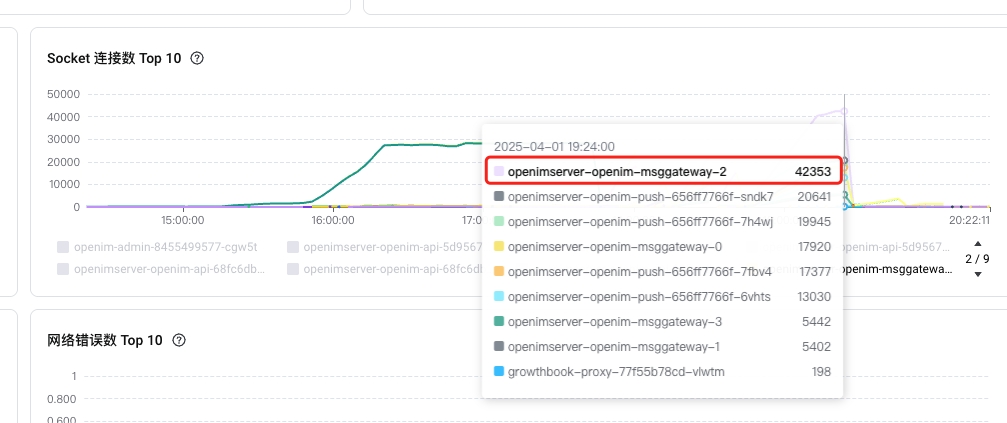 Socket 连接数 Top 10 ?
50000
40000
30000
20000
10000
0
15:00:00
16:00:00
17:0
20:22:11
2025-04-01 19:24:00
openimserver-openim-msggateway-2 42353
openimserver-openim-push-656ff7766f-sndk7 20641
openimserver-openim-push-656ff7766f-7h4wj 19945
openimserver-openim-msggateway-0 17920
openimserver-openim-push-656ff7766f-7fbv4 17377
openimserver-openim-push-656ff7766f-6vhts 13030
openimserver-openim-msggateway-3 5442
openimserver-openim-msggateway-1 5402
growthbook-proxy-77f55b78cd-vlwtm 198
openim-admin-8455499577-cgw5t
openimserver-openim-api-5d9567
openim-api-5d9567...
openimserver-openim-api-68fc6db...
openimserver-openim-api-68fc6d
openim-msggatewa...
2 / 9
网络错误数 Top 10 ?
1
0.800
0.600